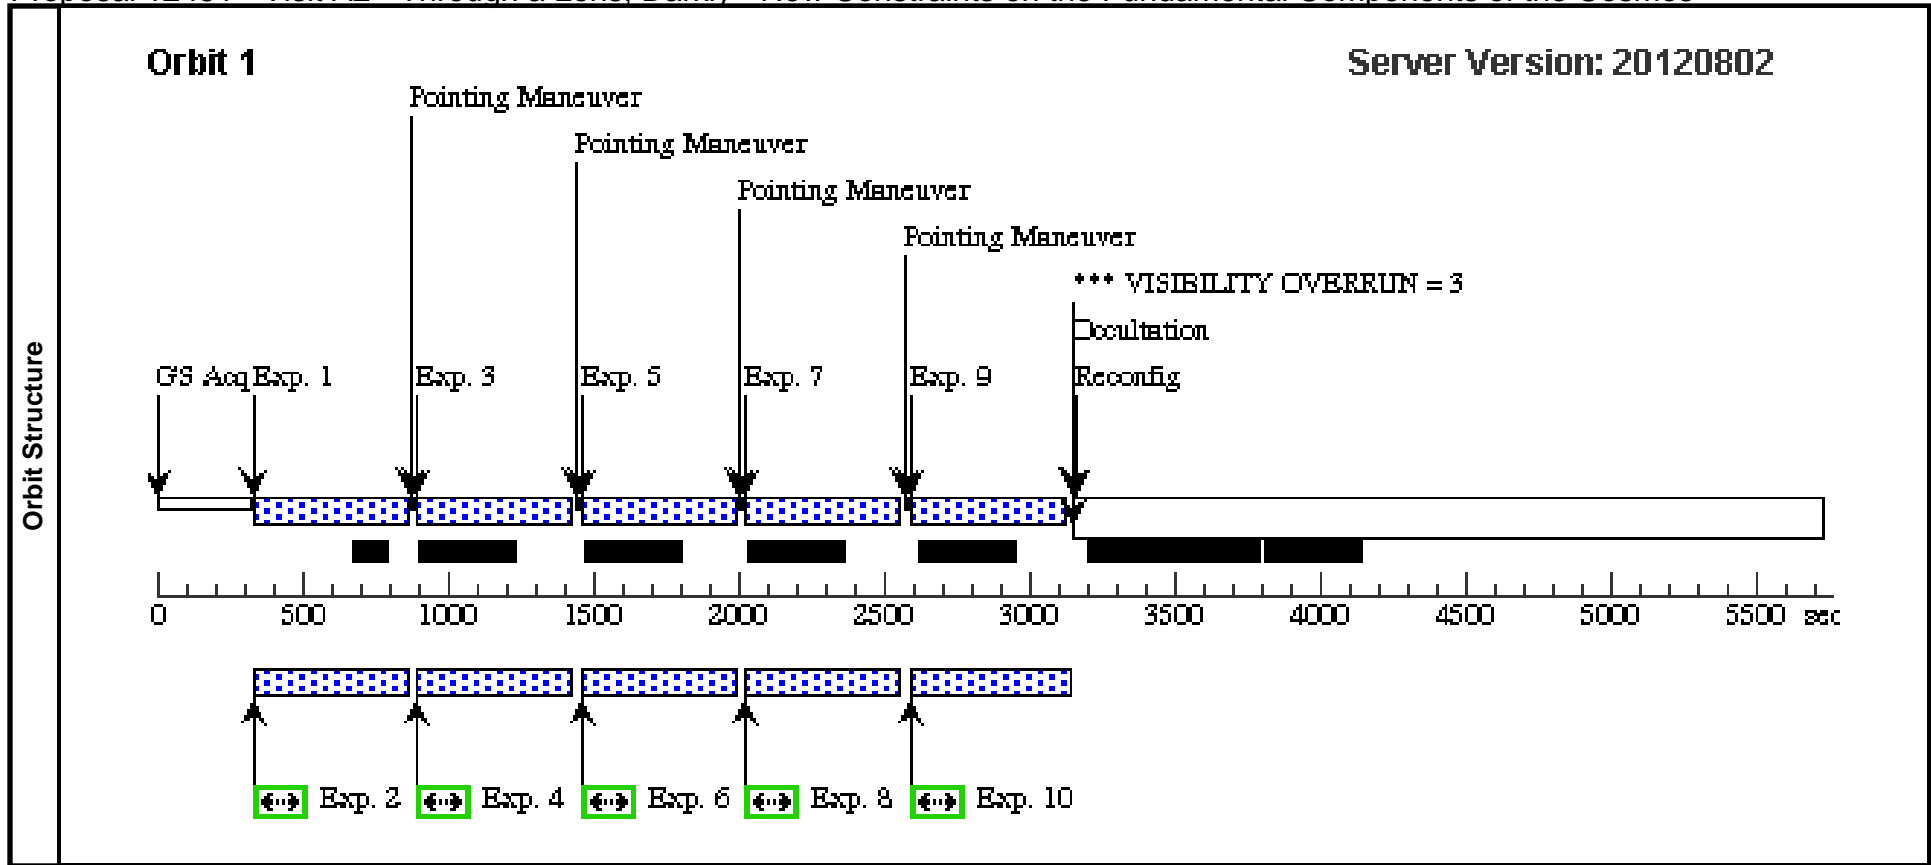 Orbit 1
Server Version: 20120802
Pointing Maneuver
Pointing Maneuver
Pointing Maneuver
Pointing Maneuver
*** VISIBILITY OVERRUN = 3
Occultation
GS Acq Exp. 1 Exp. 3 Exp. 5 Exp. 7 Exp. 9 Reconfig
Orbit Structure
0 500 1000 1500 2000 2500 3000 3500 4000 4500 5000 5500 sec
Exp. 2 Exp. 4 Exp. 6 Exp. 8 Exp. 10